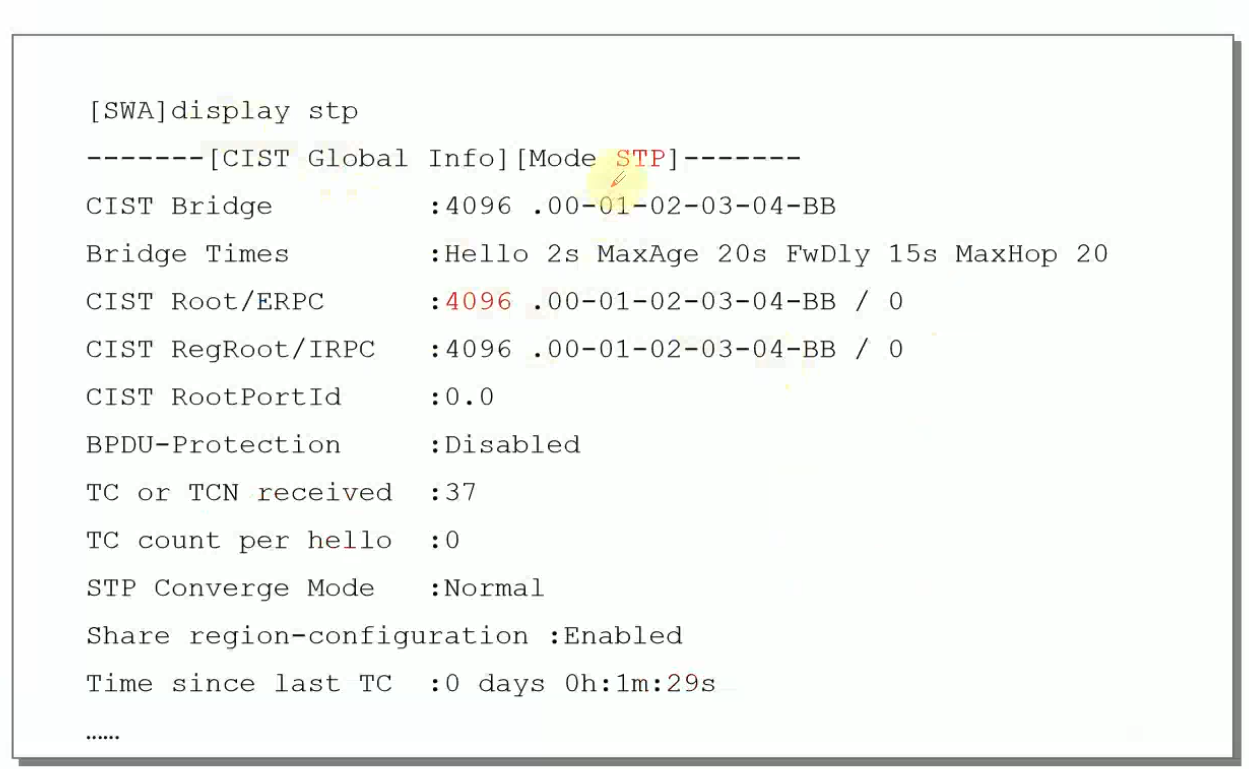 [SWA]display stp
-------[CIST Global Info][Mode STP]-------
CIST Bridge :4096 .00-01-02-03-04-BB
Bridge Times :Hello 2s MaxAge 20s FwDly 15s MaxHop 20
CIST Root/ERPC :4096 .00-01-02-03-04-BB / 0
CIST RegRoot/IRPC :4096 .00-01-02-03-04-BB / 0
CIST RootPortId :0.0
BPDU-Protection :Disabled
TC or TCN received :37
TC count per hello :0
STP Converge Mode :Normal
Share region-configuration :Enabled
Time since last TC :0 days 0h:1m:29s
……